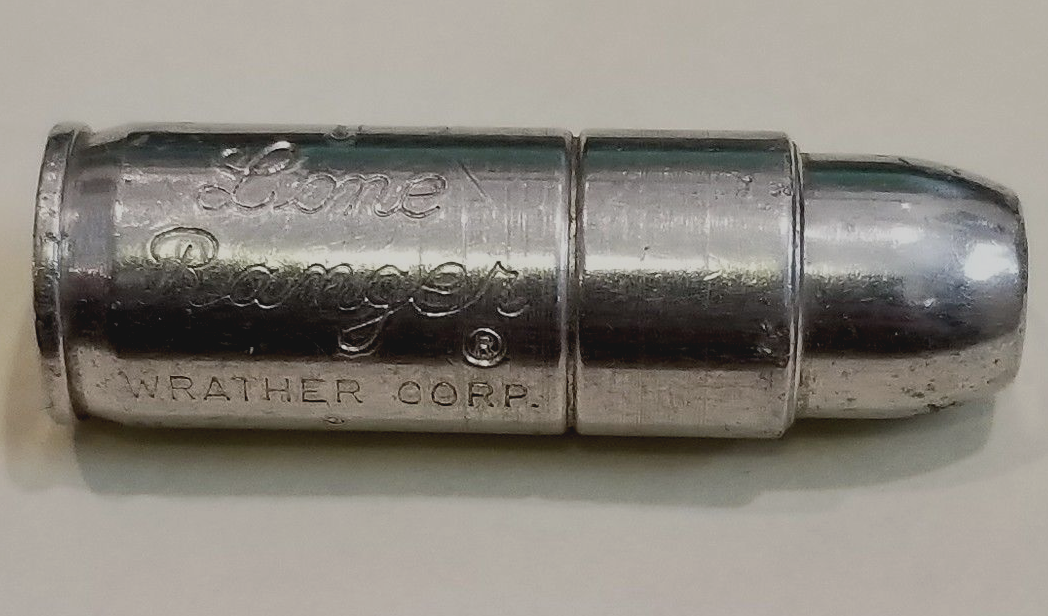 Lone
Ranger
®
WRATHER CORP.